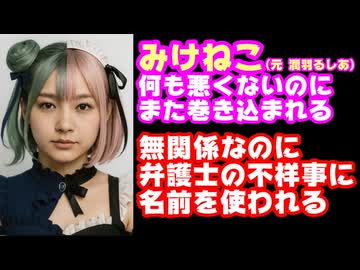 みけねこ(元 潤羽るしあ)
何も悪くないのに
また巻き込まれる
無関係なのに
弁護士の不祥事に
名前を使われる